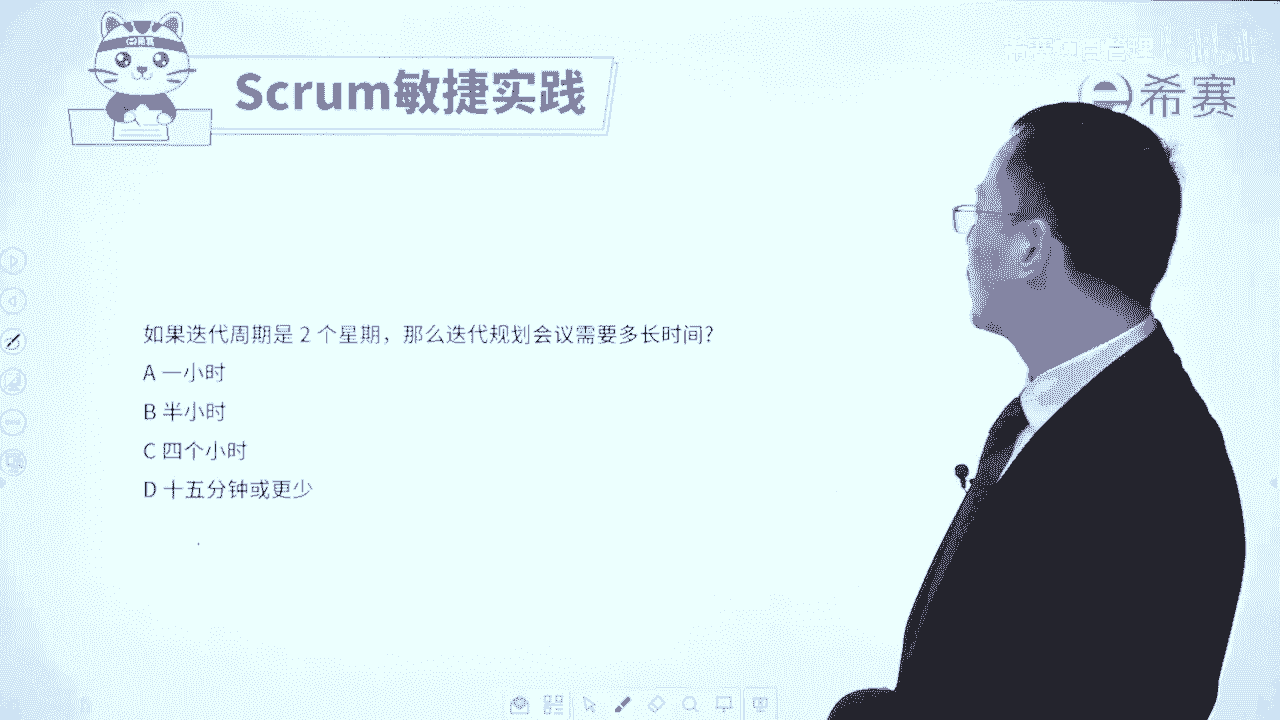 Scrum敏捷实践
希赛
如果迭代周期是 2 个星期，那么迭代规划会议需要多长时间？
A 一小时
B 半小时
C 四个小时
D 十五分钟或更少